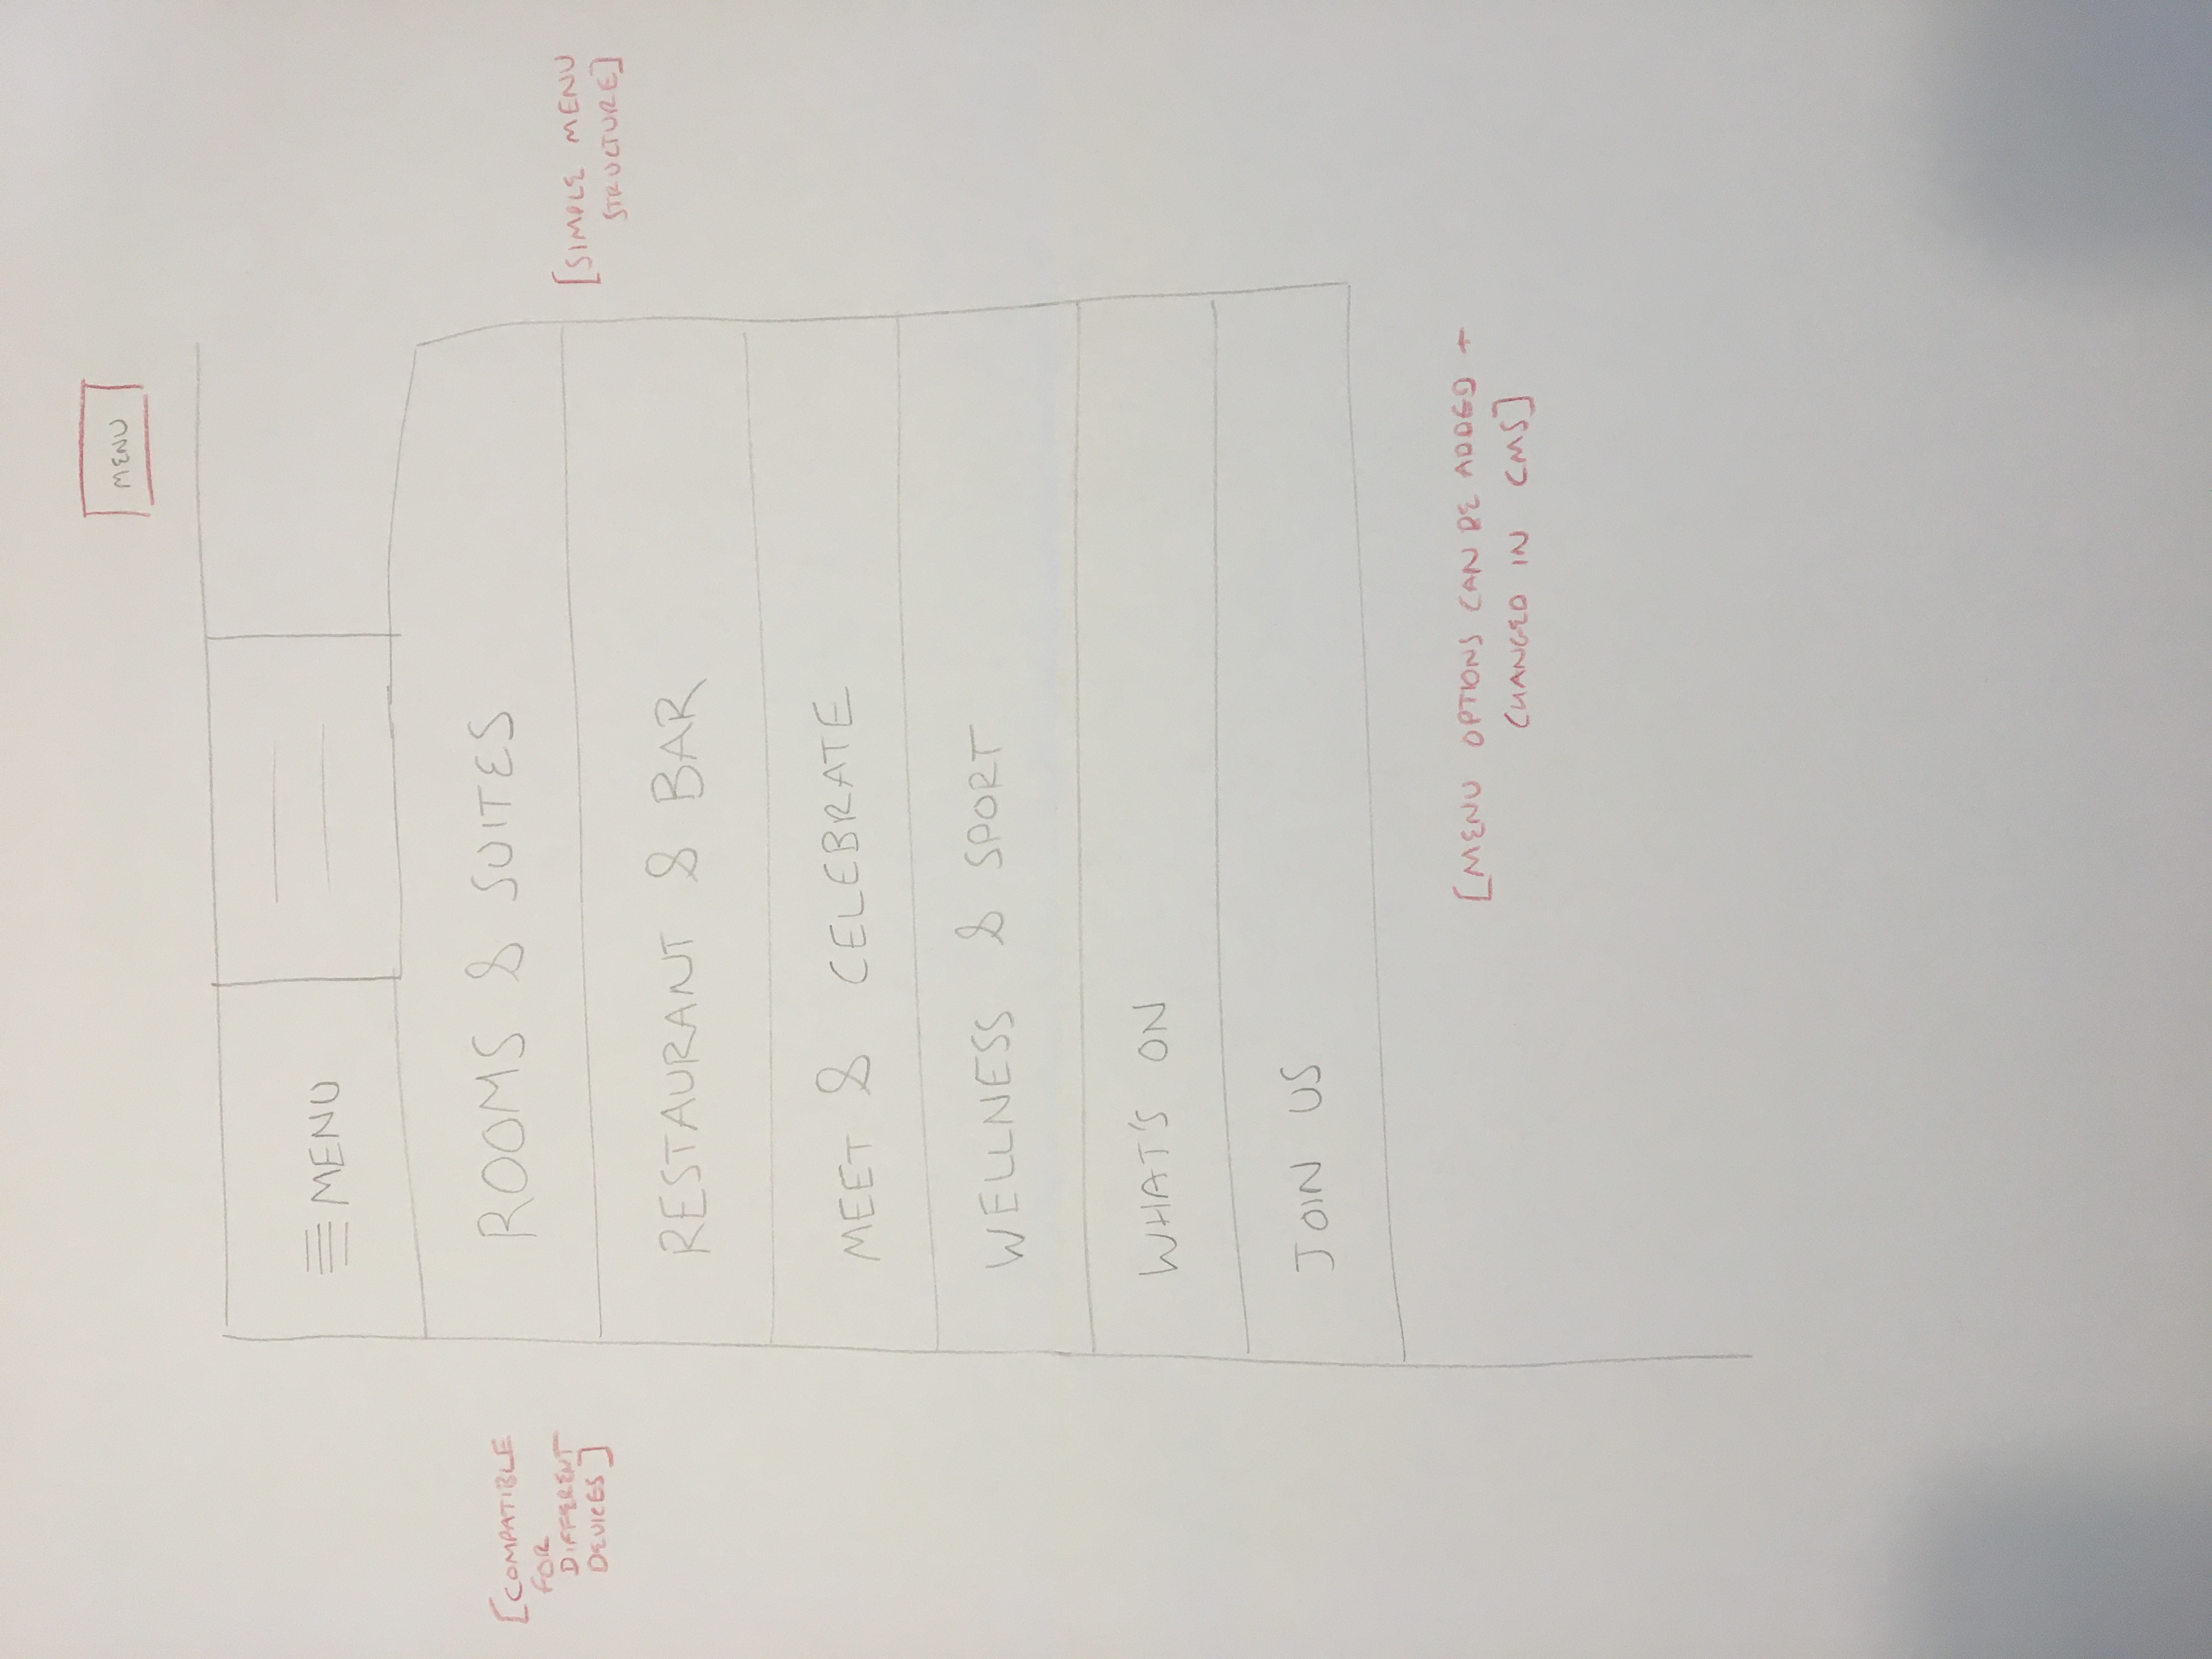 MENU
MENU
ROOMS & SUITES
[COMPATIBLE
FOR
DIFFERENT
DEVICES]
[SIMPLE MENU
STRUCTURE]
RESTAURANT & BAR
MEET & CELEBRATE
WELLNESS & SPORT
WHAT'S ON
JOIN US
[MENU OPTIONS CAN BE ADDED +
CHANGED IN CMS]